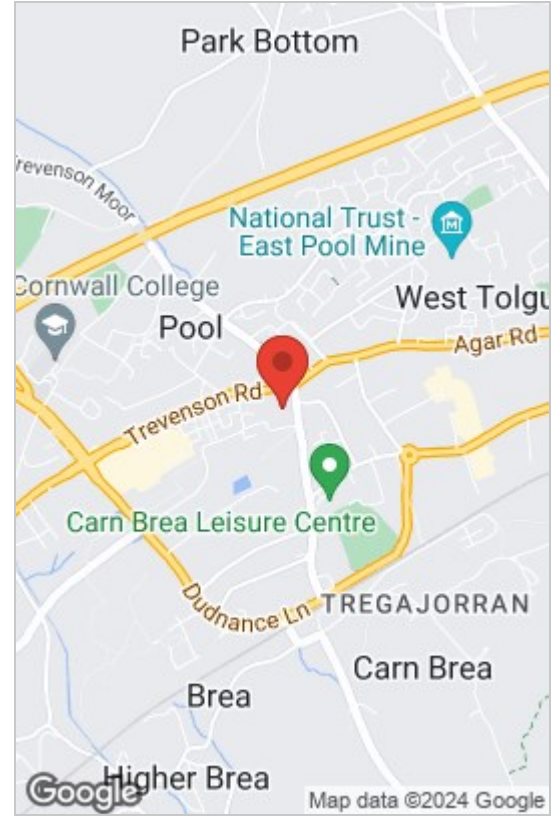 Park Bottom
revenson Moor
National Trust -
East Pool Mine
Cornwall College
West Tolgu
Pool
Agar Rd
Trevenson Rd
Carn Brea Leisure Centre
Dudnance Ln
TREGAJORRAN
Carn Brea
Brea
Higher Brea
Google
Map data ©2024 Google